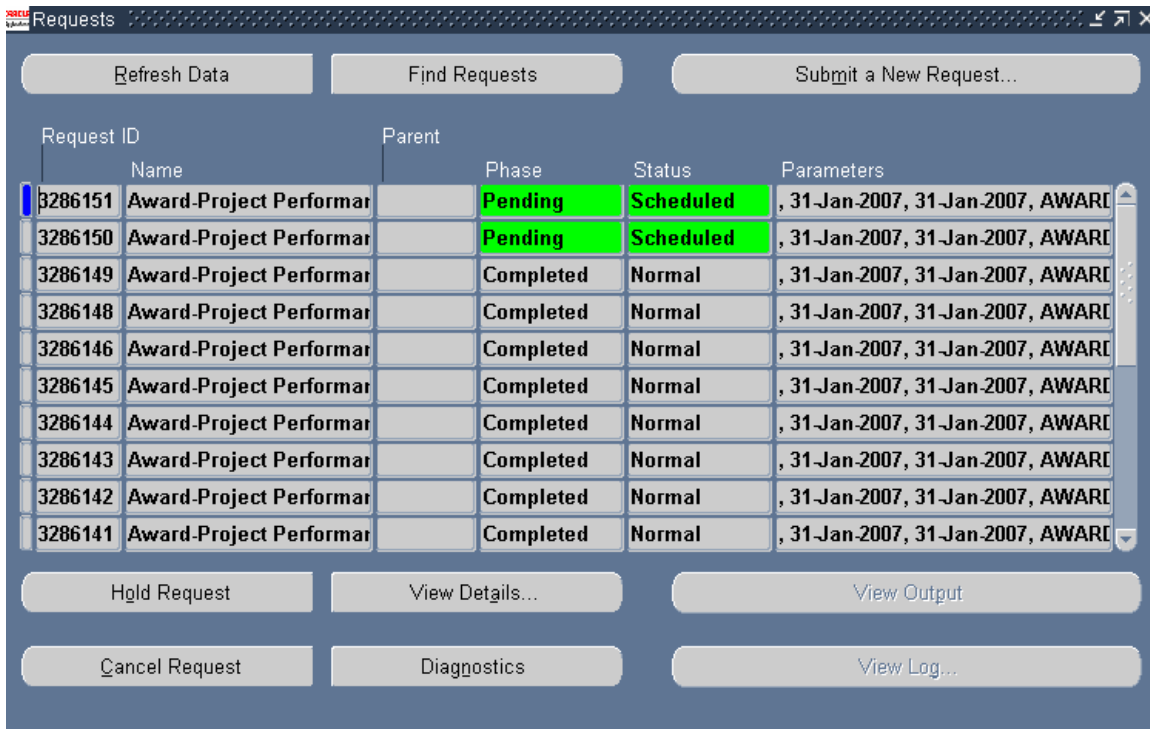 Requests
Refresh Data Find Requests Submit a New Request...
Request ID Parent
Name Phase Status Parameters
3286151 Award-Project Performar Pending Scheduled , 31-Jan-2007, 31-Jan-2007, AWARD
3286150 Award-Project Performar Pending Scheduled , 31-Jan-2007, 31-Jan-2007, AWARD
3286149 Award-Project Performar Completed Normal , 31-Jan-2007, 31-Jan-2007, AWARD
3286148 Award-Project Performar Completed Normal , 31-Jan-2007, 31-Jan-2007, AWARD
3286146 Award-Project Performar Completed Normal , 31-Jan-2007, 31-Jan-2007, AWARD
3286145 Award-Project Performar Completed Normal , 31-Jan-2007, 31-Jan-2007, AWARD
3286144 Award-Project Performar Completed Normal , 31-Jan-2007, 31-Jan-2007, AWARD
3286143 Award-Project Performar Completed Normal , 31-Jan-2007, 31-Jan-2007, AWARD
3286142 Award-Project Performar Completed Normal , 31-Jan-2007, 31-Jan-2007, AWARD
3286141 Award-Project Performar Completed Normal , 31-Jan-2007, 31-Jan-2007, AWARD
Hold Request View Details... View Output
Cancel Request Diagnostics View Log...